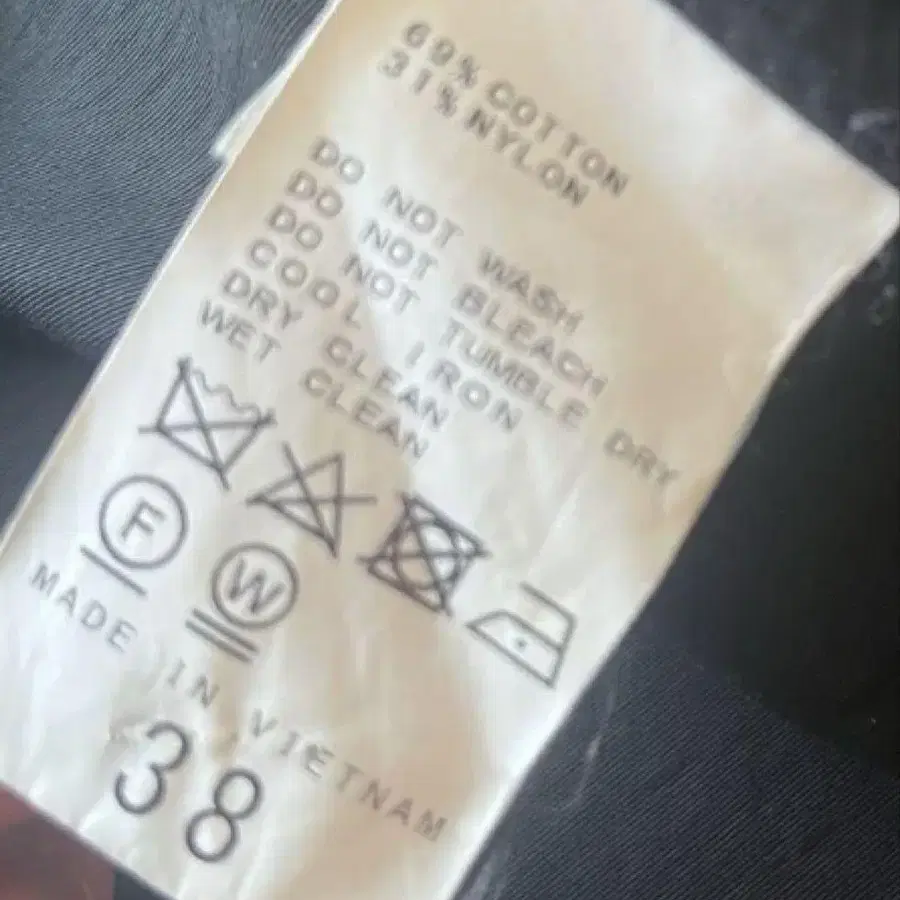 69% COTTON
31% NYLON
DO NOT WASH
DO NOT BLEACH
DO NOT TUMBLE DRY
COOL IRON
DRY CLEAN
WET CLEAN
F
W
MADE IN VIETNAM
38